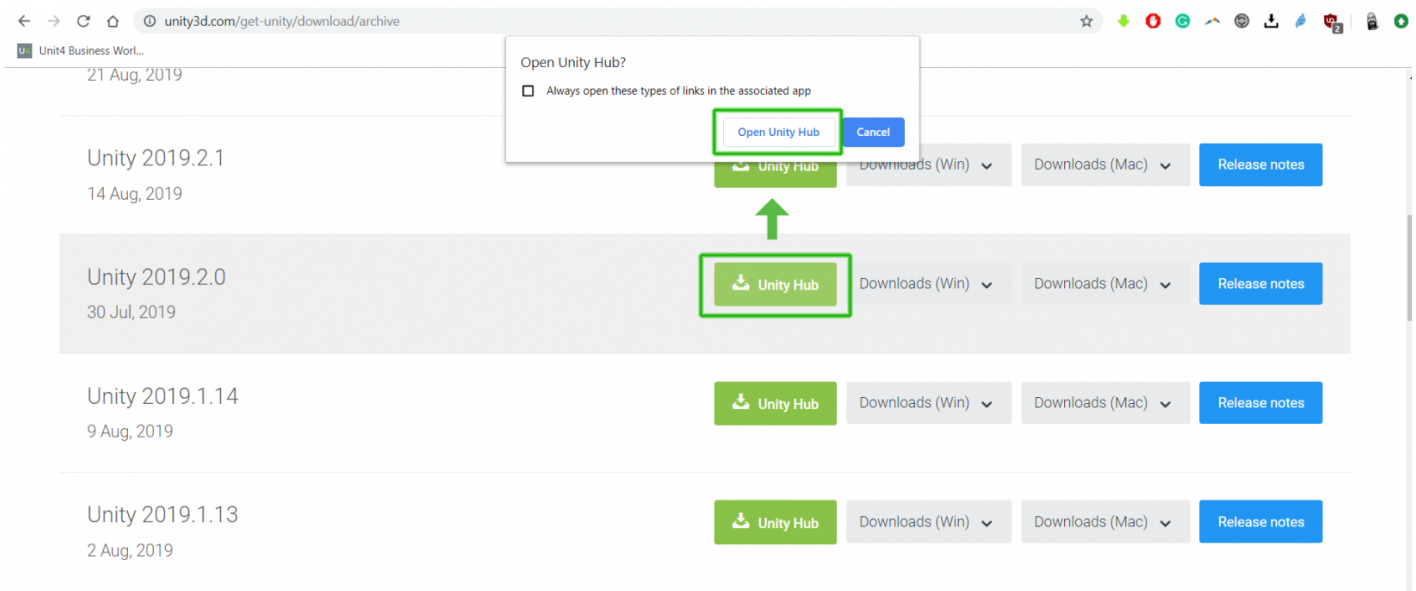 unity3d.com/get-unity/download/archive
Unit4 Business Worl...
2
Open Unity Hub?
Always open these types of links in the associated app
Open Unity Hub Cancel
21 Aug, 2019
Unity 2019.2.1 Unity Hub Downloads (Win) Downloads (Mac) Release notes
14 Aug, 2019
Unity 2019.2.0 Unity Hub Downloads (Win) Downloads (Mac) Release notes
30 Jul, 2019
Unity 2019.1.14 Unity Hub Downloads (Win) Downloads (Mac) Release notes
9 Aug, 2019
Unity 2019.1.13 Unity Hub Downloads (Win) Downloads (Mac) Release notes
2 Aug, 2019